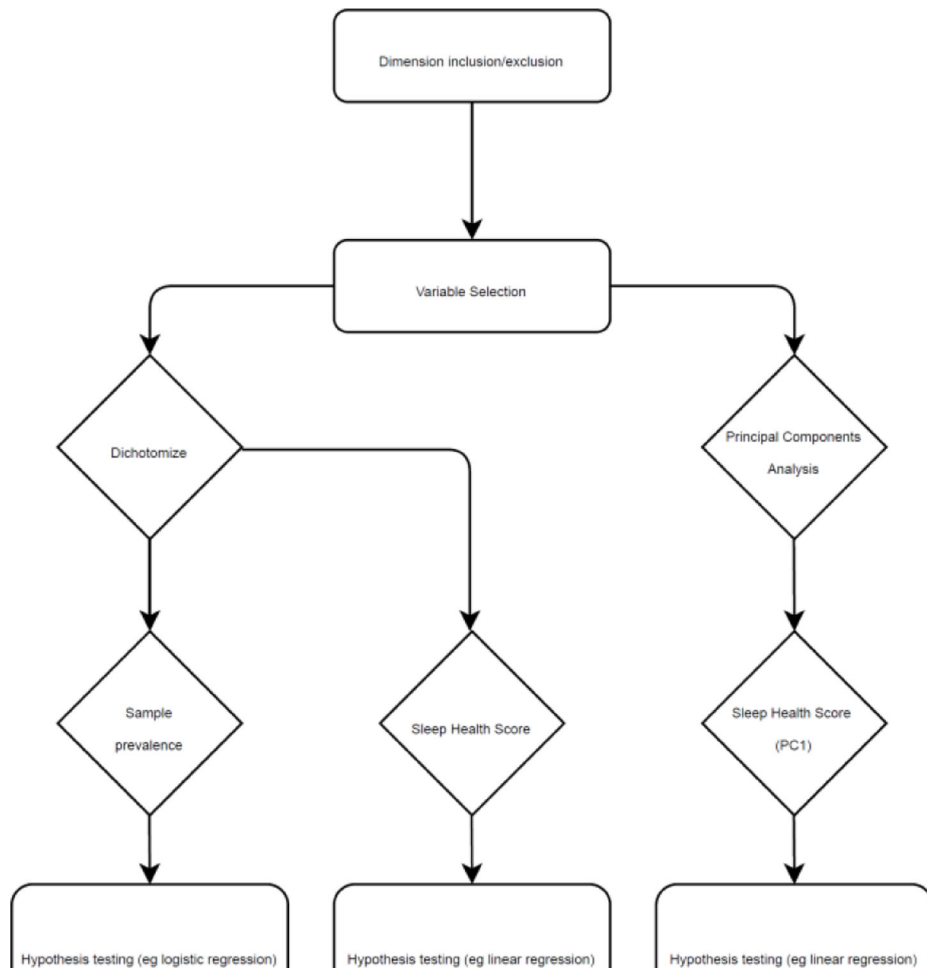 Dimension inclusion/exclusion
Variable Selection
Dichotomize
Principal Components
Analysis
Sample
prevalence
Sleep Health Score
Sleep Health Score
(PC1)
Hypothesis testing (eg logistic regression)
Hypothesis testing (eg linear regression)
Hypothesis testing (eg linear regression)